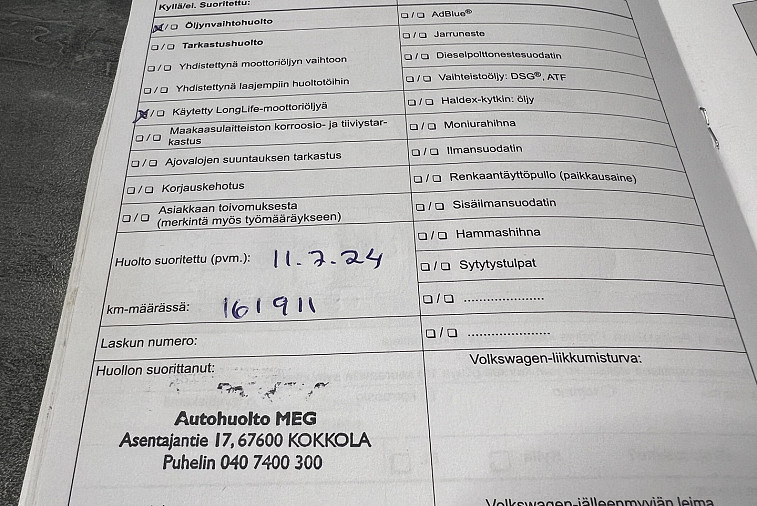 Kyllä/ei. Suoritettu:
Öljynvaihtohuolto
Tarkastushuolto
Yhdistettynä moottoriöljyn vaihtoon
Yhdistettynä laajempiin huoltotöihin
Käytetty LongLife-moottoriöljyä
Maakaasulaitteiston korroosio- ja tiiviystar-
kastus
Ajovalojen suuntauksen tarkastus
Korjauskehotus
Asiakkaan toivomuksesta
(merkintä myös työmääräykseen)
Huolto suoritettu (pvm.): 11.7.24
km-määrässä: 161911
Laskun numero:
Huollon suorittanut:
Autohuolto MEG
Asentajantie 17, 67600 KOKKOLA
Puhelin 040 7400 300
AdBlue®
Jarruneste
Dieselpolttonestesuodatin
Vaihteistoöljy: DSG®, ATF
Haldex-kytkin: öljy
Moniurahihna
Ilmansuodatin
Renkaantäyttöpullo (paikkausaine)
Sisäilmansuodatin
Hammashihna
Sytytystulpat
Volkswagen-liikkumisturva:
Volkswagen-jälleenmyyjän leima